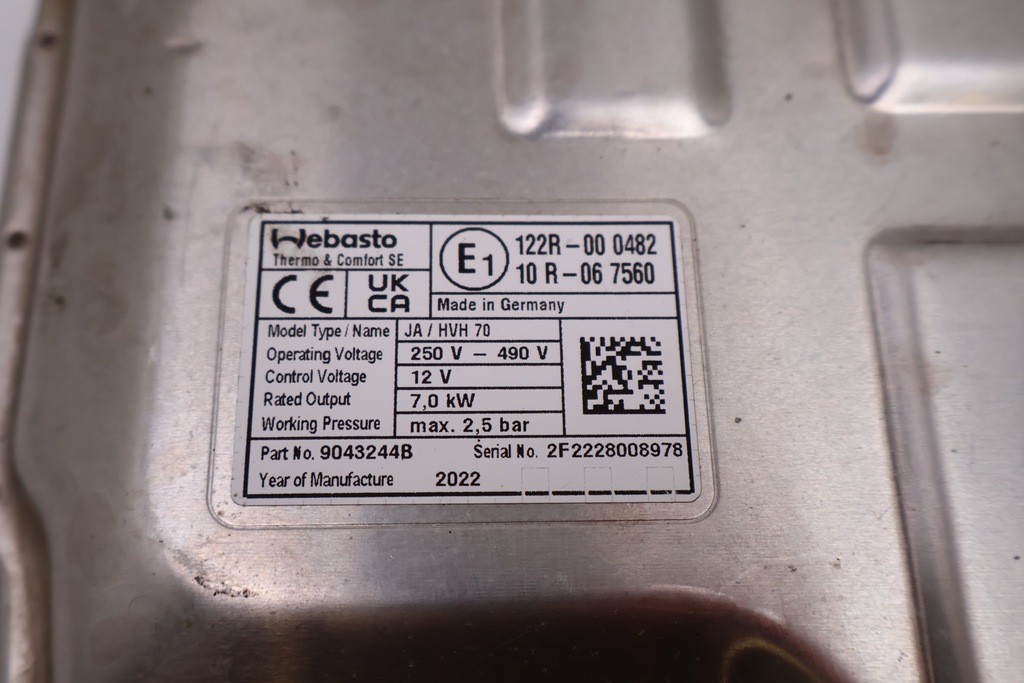 Webasto
Thermo & Comfort SE
CE
UK
CA
E1
122R-00 0482
10 R-06 7560
Made in Germany
Model Type / Name JA / HVH 70
Operating Voltage 250 V – 490 V
Control Voltage 12 V
Rated Output 7,0 kW
Working Pressure max. 2,5 bar
Part No. 9043244B Serial No. 2F2228008978
Year of Manufacture 2022